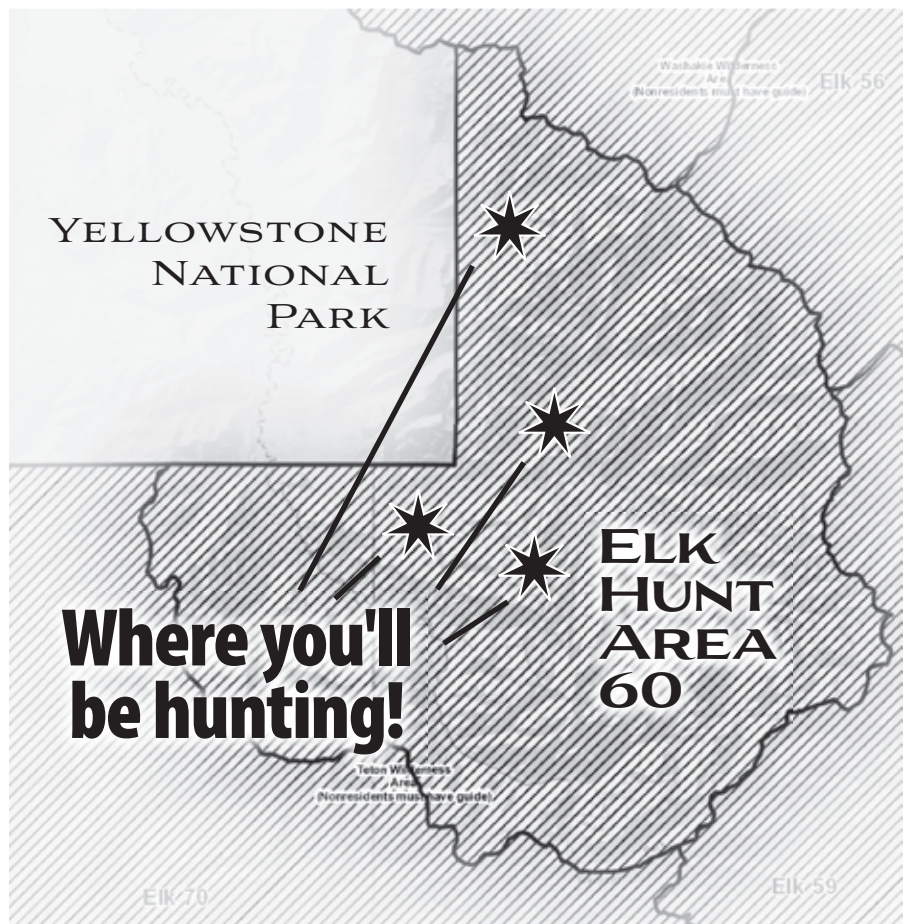 Washakie Wilderness
Area
(Nonresidents must have guide)
Elk 56
YELLOWSTONE
NATIONAL
PARK
ELK
HUNT
AREA
60
Where you'll
be hunting!
Teton Wilderness
Area
(Nonresidents must have guide)
Elk 70
Elk 59